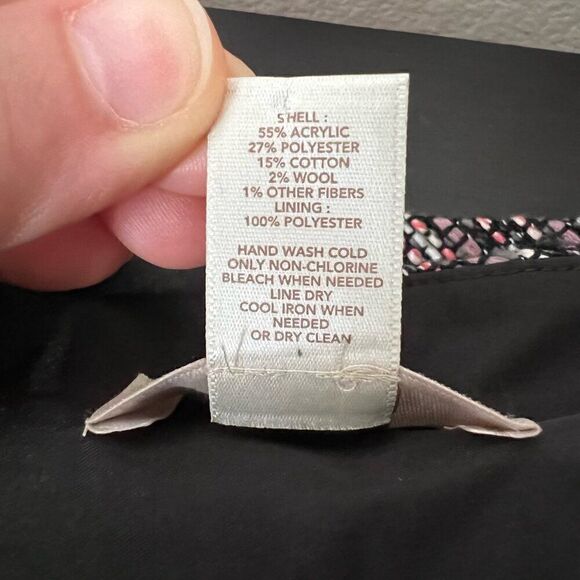 SHELL :
55% ACRYLIC
27% POLYESTER
15% COTTON
2% WOOL
1% OTHER FIBERS
LINING :
100% POLYESTER
HAND WASH COLD
ONLY NON-CHLORINE
BLEACH WHEN NEEDED
LINE DRY
COOL IRON WHEN
NEEDED
OR DRY CLEAN